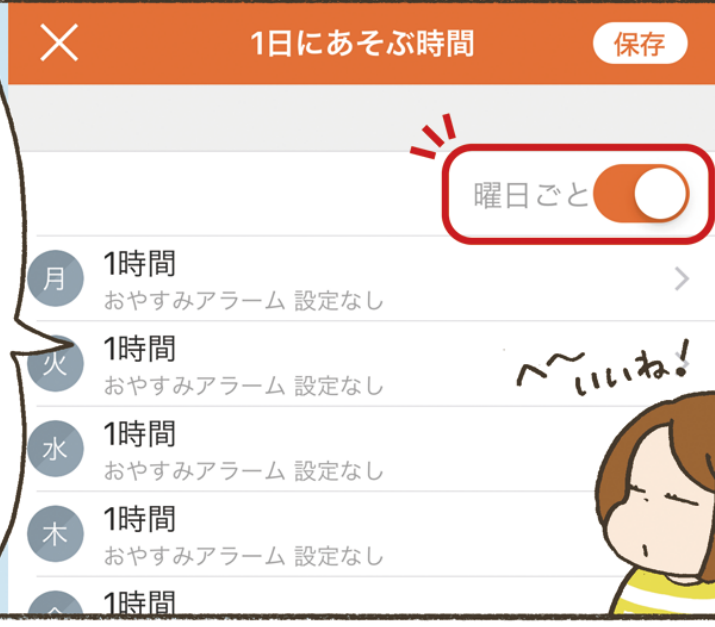 1日にあそぶ時間
保存
曜日ごと
月
1時間
おやすみアラーム 設定なし
火
1時間
おやすみアラーム 設定なし
へ〜いいね!
水
1時間
おやすみアラーム 設定なし
木
1時間
おやすみアラーム 設定なし
1時間